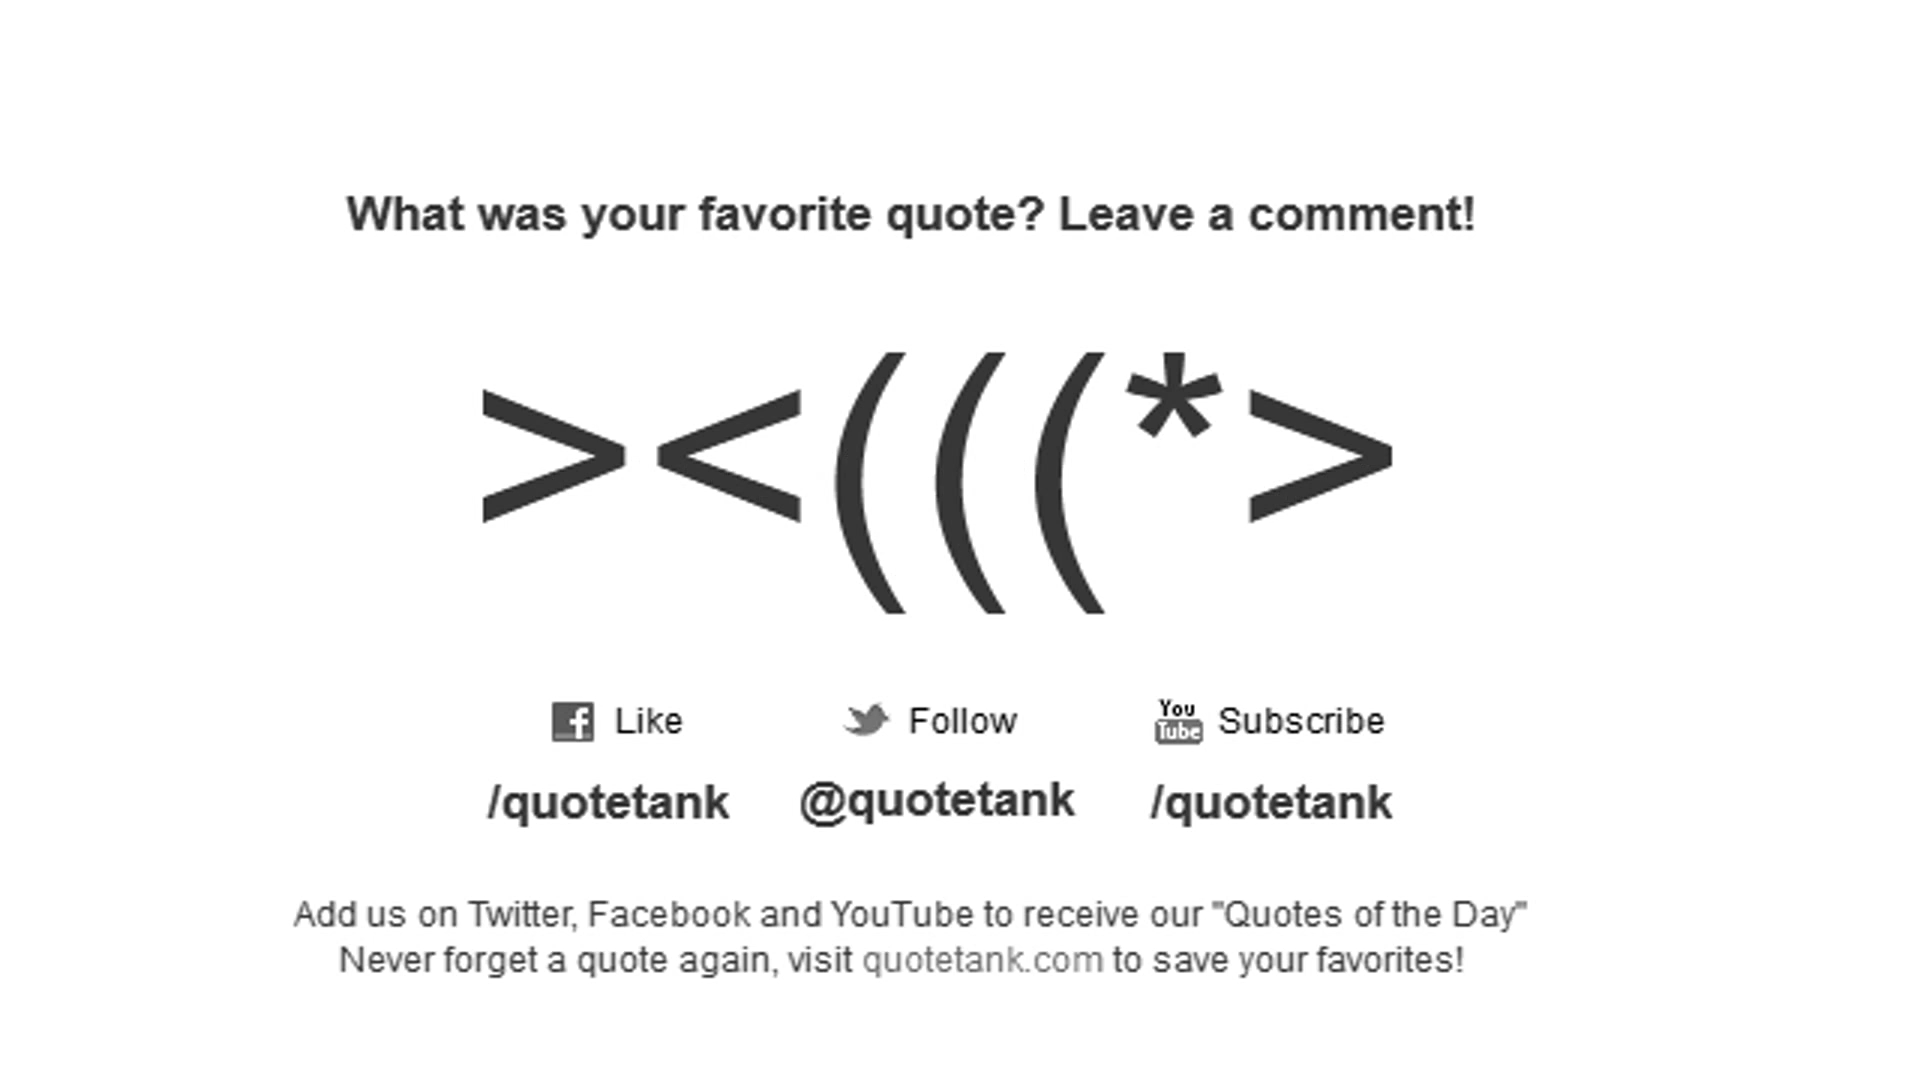 What was your favorite quote? Leave a comment!
><(((*>
f Like
Follow
You Tube Subscribe
/quotetank
@quotetank
/quotetank
Add us on Twitter, Facebook and YouTube to receive our "Quotes of the Day"
Never forget a quote again, visit quotetank.com to save your favorites!